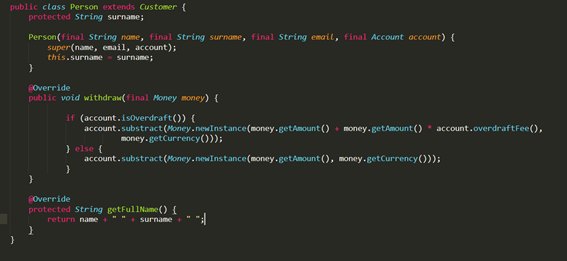 public class Person extends Customer {
    protected String surname;

    Person(final String name, final String surname, final String email, final Account account) {
        super(name, email, account);
        this.surname = surname;
    }

    @Override
    public void withdraw(final Money money) {

            if (account.isOverdraft()) {
                account.substract(Money.newInstance(money.getAmount() + money.getAmount() * account.overdraftFee(),
                        money.getCurrency()));
            } else {
                account.substract(Money.newInstance(money.getAmount(), money.getCurrency()));
            }
    }

    @Override
    protected String getFullName() {
        return name + " " + surname + " ";
    }
}